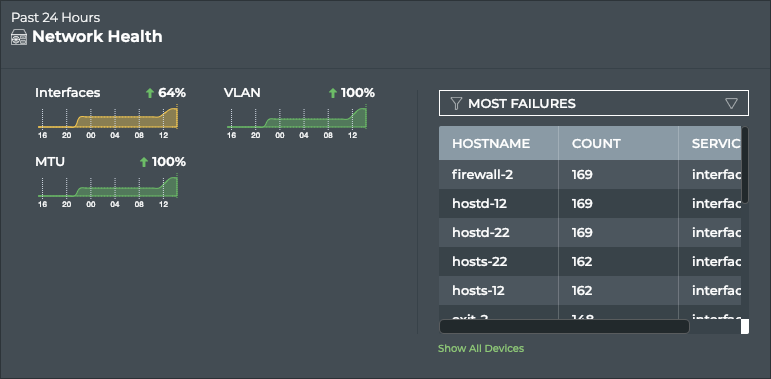 Past 24 Hours
Network Health
Interfaces 64%
16 20 00 04 08 12
VLAN 100%
16 20 00 04 08 12
MTU 100%
16 20 00 04 08 12
MOST FAILURES
HOSTNAME COUNT SERVIC
firewall-2 169 interfac
hostd-12 169 interfac
hostd-22 169 interfac
hosts-22 162 interfac
hosts-12 162 interfac
exit-2 148 interfac
Show All Devices